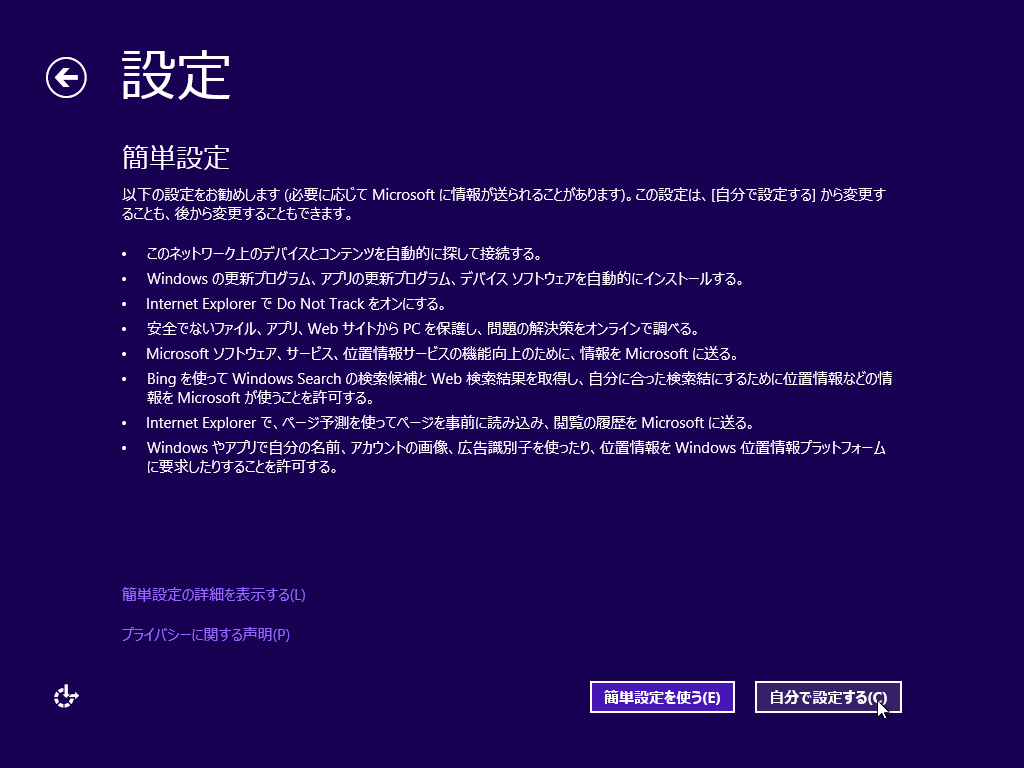 設定
簡単設定
以下の設定をお勧めします (必要に応じて Microsoft に情報が送られることがあります)。この設定は、[自分で設定する] から変更す
ることも、後から変更することもできます。
• このネットワーク上のデバイスとコンテンツを自動的に探して接続する。
• Windows の更新プログラム、アプリの更新プログラム、デバイス ソフトウェアを自動的にインストールする。
• Internet Explorer で Do Not Track をオンにする。
• 安全でないファイル、アプリ、Web サイトから PC を保護し、問題の解決策をオンラインで調べる。
• Microsoft ソフトウェア、サービス、位置情報サービスの機能向上のために、情報を Microsoft に送る。
• Bing を使って Windows Search の検索候補と Web 検索結果を取得し、自分に合った検索結にするために位置情報などの情
報を Microsoft が使うことを許可する。
• Internet Explorer で、ページ予測を使ってページを事前に読み込み、閲覧の履歴を Microsoft に送る。
• Windows やアプリで自分の名前、アカウントの画像、広告識別子を使ったり、位置情報を Windows 位置情報プラットフォーム
に要求したりすることを許可する。
簡単設定の詳細を表示する(L)
プライバシーに関する声明(P)
簡単設定を使う(E)
自分で設定する(C)